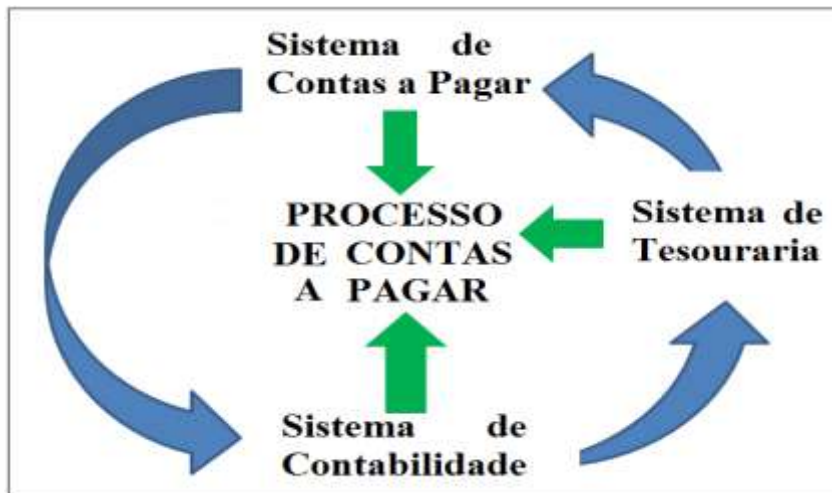 Sistema de
Contas a Pagar
PROCESSO
DE CONTAS
A PAGAR
Sistema de
Tesouraria
Sistema de
Contabilidade